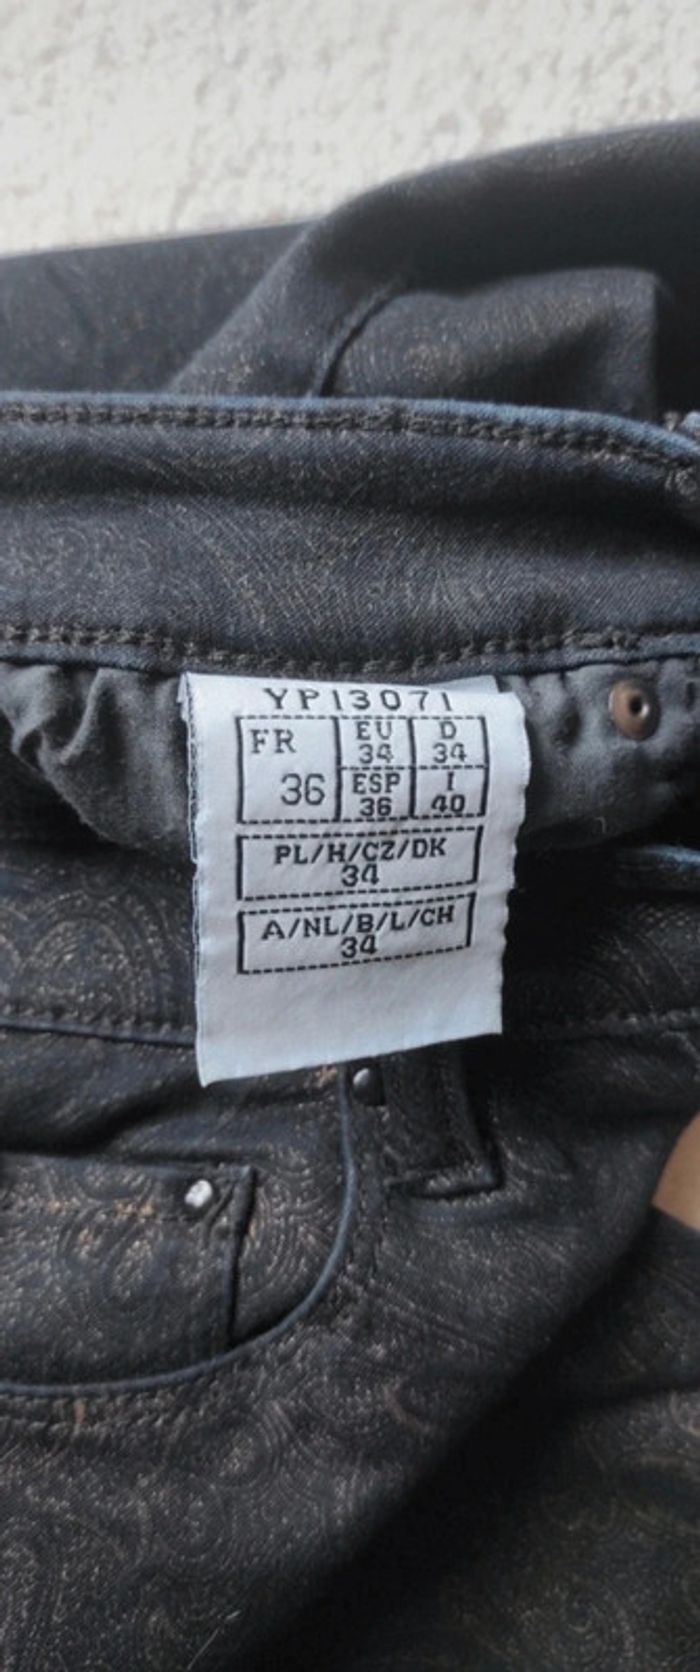 YP13071
FR 36
EU 34
D 34
ESP 36
I 40
PL/H/CZ/DK
34
A/NL/B/L/CH
34